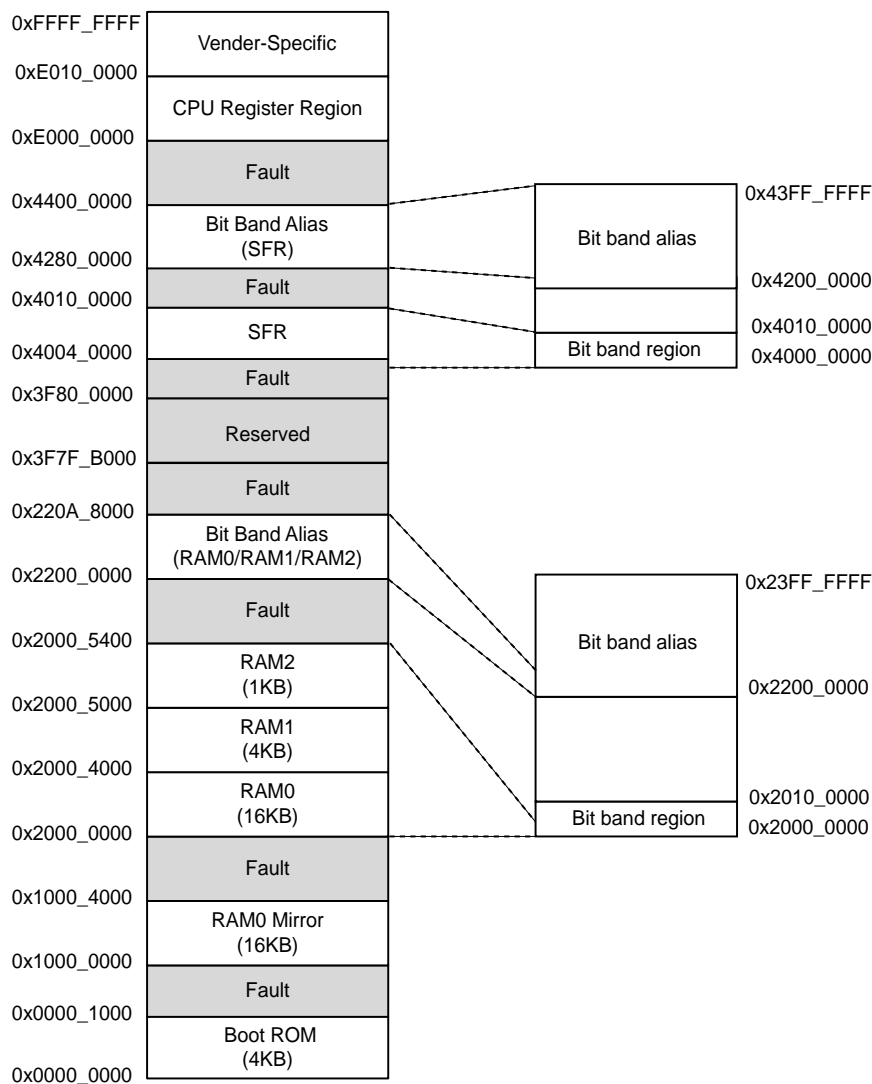 0xFFFF_FFFF
Vender-Specific
0xE010_0000
CPU Register Region
0xE000_0000
Fault
0x4400_0000
Bit Band Alias
(SFR)
0x4280_0000
Fault
0x4010_0000
SFR
0x4004_0000
Fault
0x3F80_0000
Reserved
0x3F7F_B000
Fault
0x220A_8000
Bit Band Alias
(RAM0/RAM1/RAM2)
0x2200_0000
Fault
0x2000_5400
RAM2
(1KB)
0x2000_5000
RAM1
(4KB)
0x2000_4000
RAM0
(16KB)
0x2000_0000
Fault
0x1000_4000
RAM0 Mirror
(16KB)
0x1000_0000
Fault
0x0000_1000
Boot ROM
(4KB)
0x0000_0000
0x43FF_FFFF
Bit band alias
0x4200_0000
0x4010_0000
Bit band region
0x4000_0000
0x23FF_FFFF
Bit band alias
0x2200_0000
0x2010_0000
Bit band region
0x2000_0000